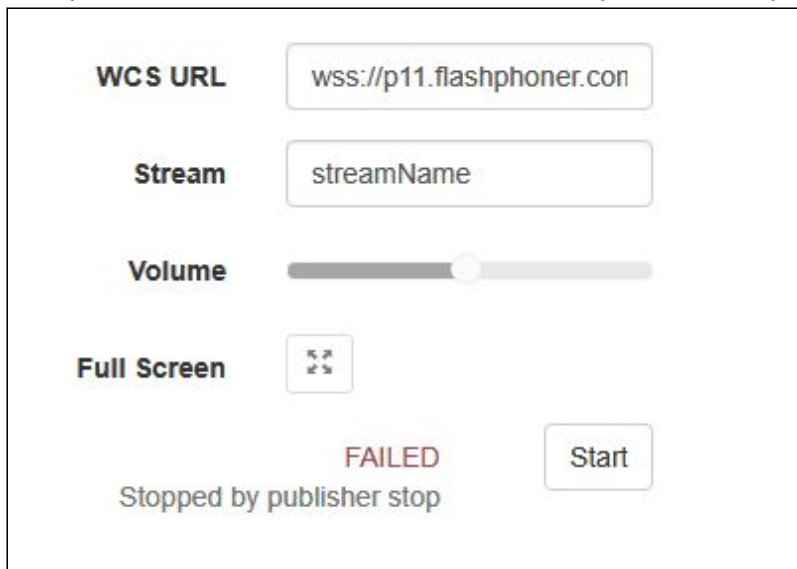 WCS URL wss://p11.flashphoner.con
Stream streamName
Volume
Full Screen
FAILED Start
Stopped by publisher stop